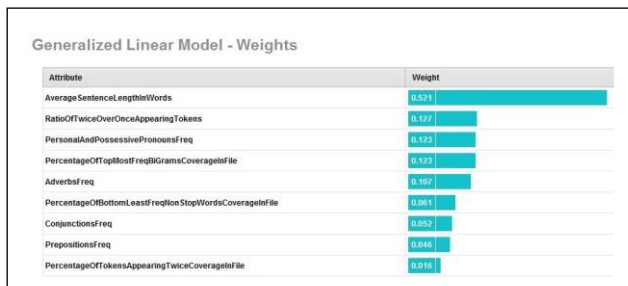 Generalized Linear Model - Weights
Attribute Weight
AverageSentenceLengthInWords 0.521
RatioOfTwiceOverOnceAppearingTokens 0.127
PersonalAndPossessivePronounsFreq 0.123
PercentageOfTopMostFreqBiGramsCoverageInFile 0.123
AdverbsFreq 0.107
PercentageOfBottomLeastFreqNonStopWordsCoverageInFile 0.061
ConjunctionsFreq 0.052
PrepositionsFreq 0.046
PercentageOfTokensAppearingTwiceCoverageInFile 0.016